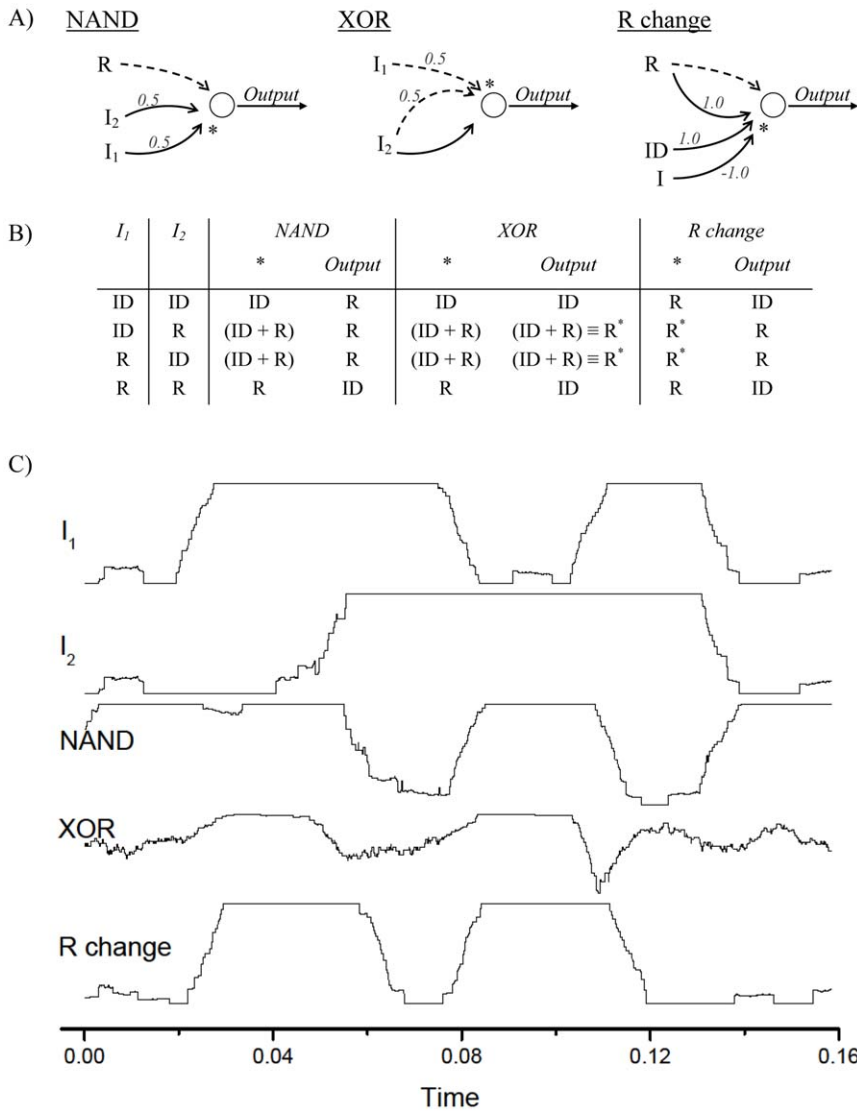 A) NAND XOR R change
R I₁ 0.5 R
I₂ 0.5 Output 0.5 Output 1.0 Output
* * *
I₁ 0.5 I₂ ID 1.0
I -1.0
B) I₁ I₂ NAND XOR R change
* Output * Output * Output
ID ID ID R ID ID R ID
ID R (ID + R) R (ID + R) (ID + R) ≡ R* R* R
R ID (ID + R) R (ID + R) (ID + R) ≡ R* R* R
R R R ID R ID R ID
C)
I₁
I₂
NAND
XOR
R change
0.00 0.04 0.08 0.12 0.16
Time